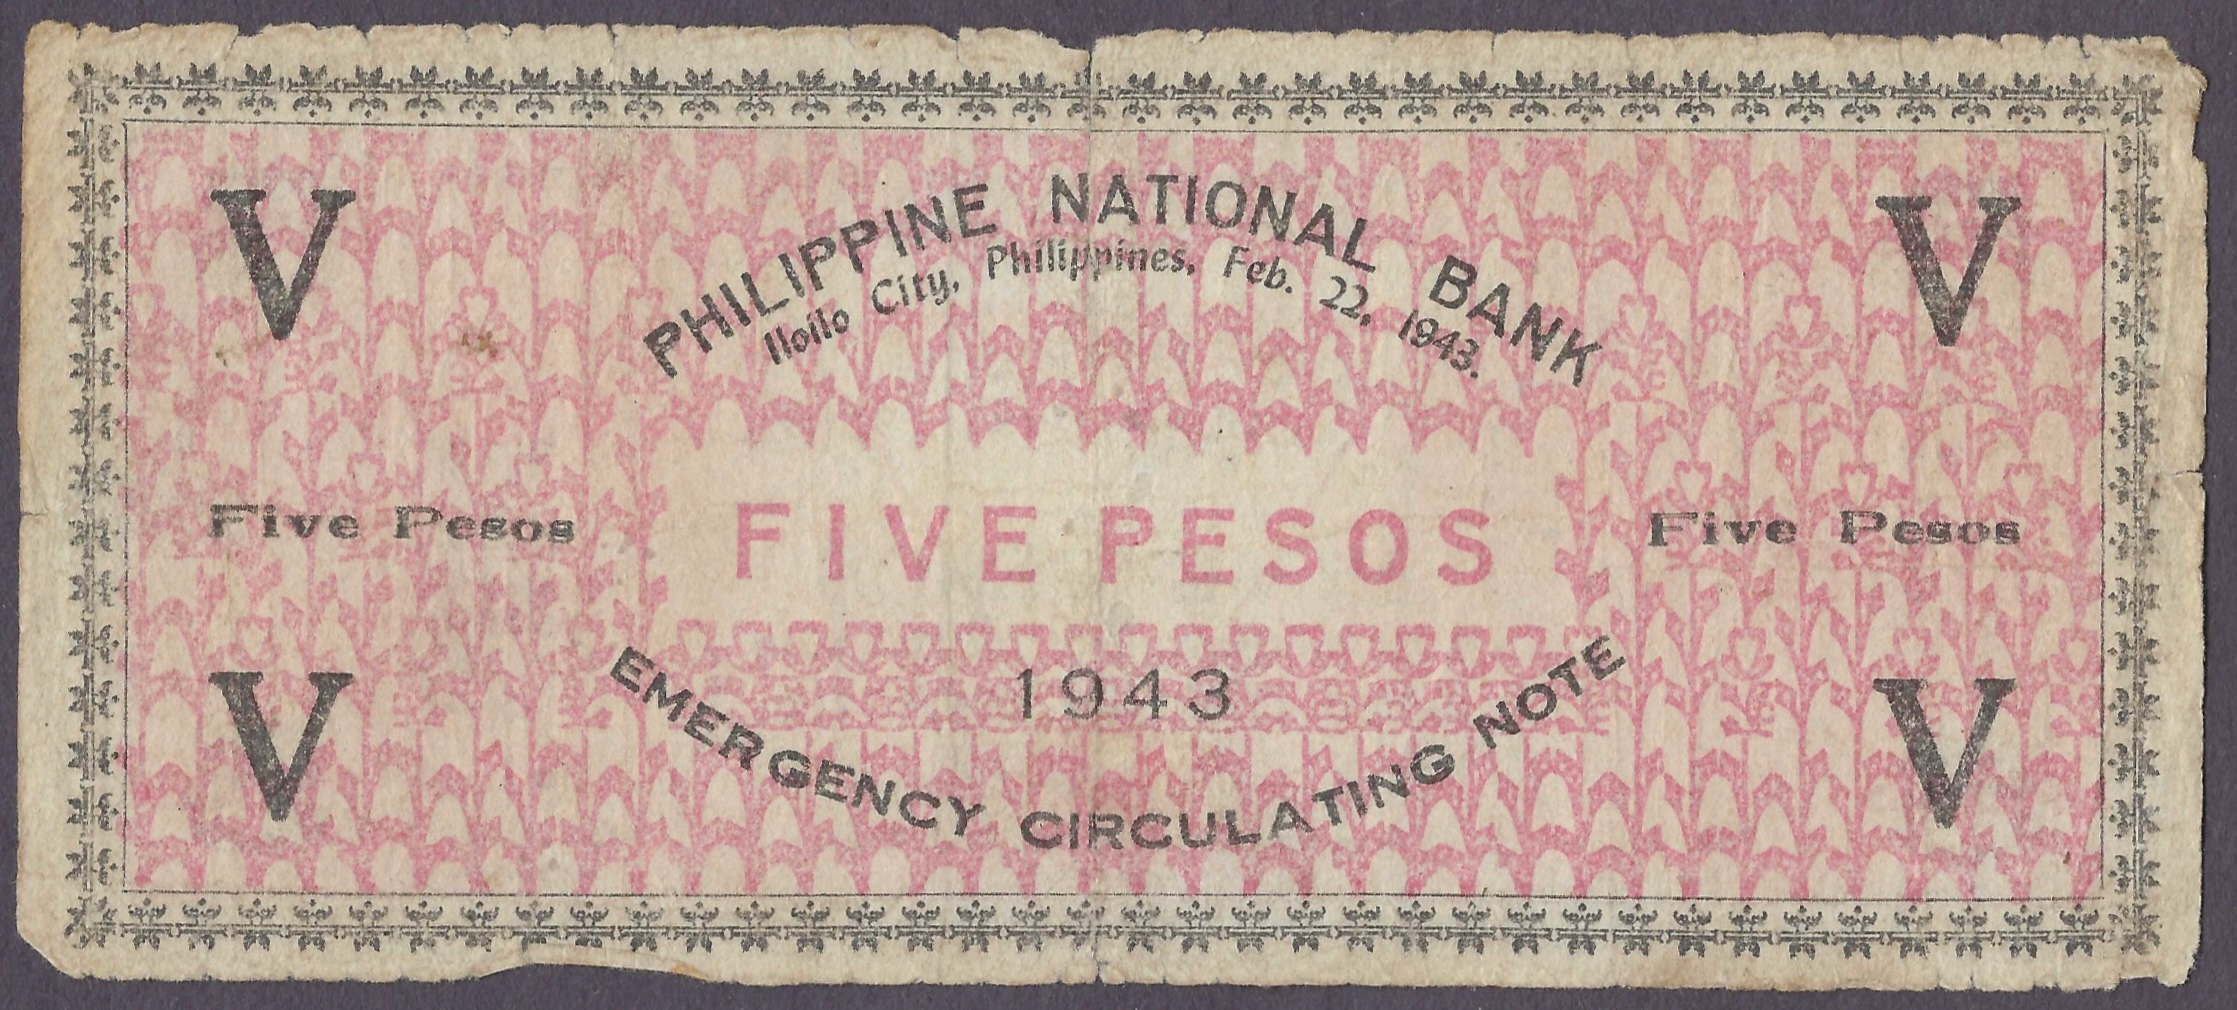 V
V
PHILIPPINE NATIONAL BANK
Iloilo City, Philippines, Feb. 22, 1943.
Five Pesos
FIVE PESOS
Five Pesos
1943
EMERGENCY CIRCULATING NOTE
V
V